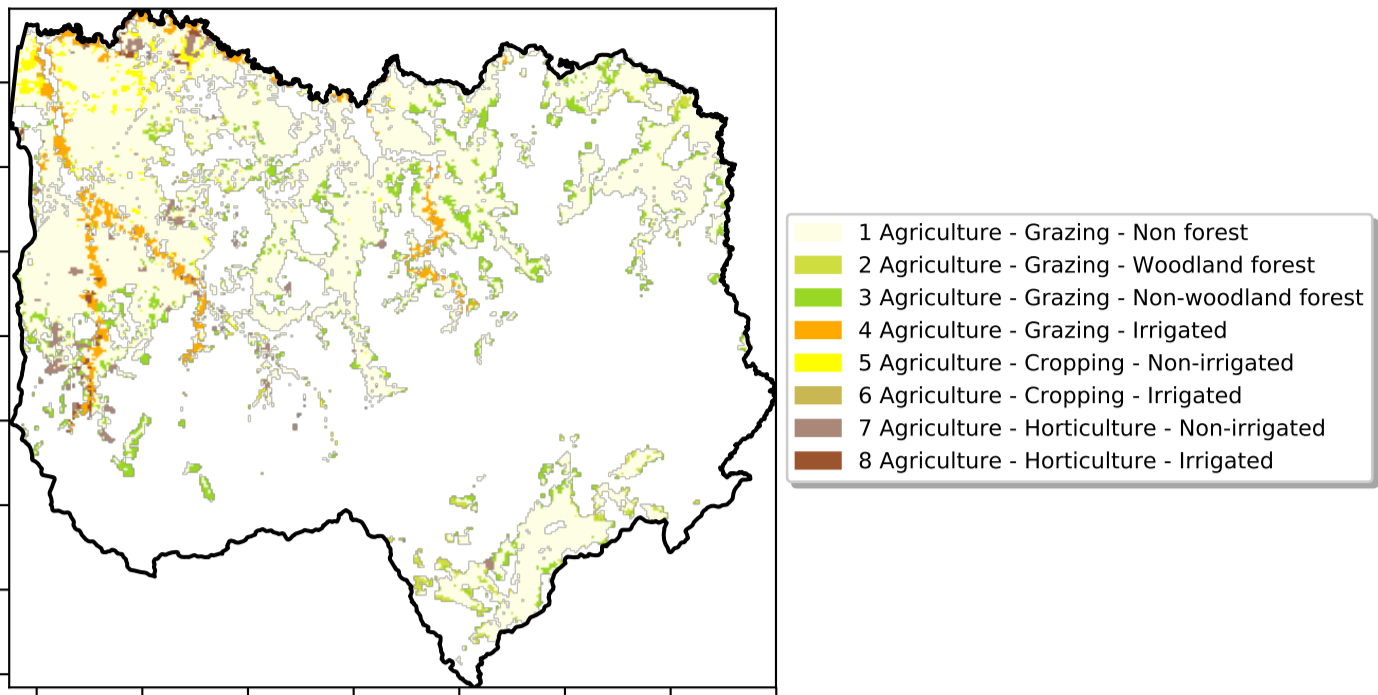 1 Agriculture - Grazing - Non forest
2 Agriculture - Grazing - Woodland forest
3 Agriculture - Grazing - Non-woodland forest
4 Agriculture - Grazing - Irrigated
5 Agriculture - Cropping - Non-irrigated
6 Agriculture - Cropping - Irrigated
7 Agriculture - Horticulture - Non-irrigated
8 Agriculture - Horticulture - Irrigated